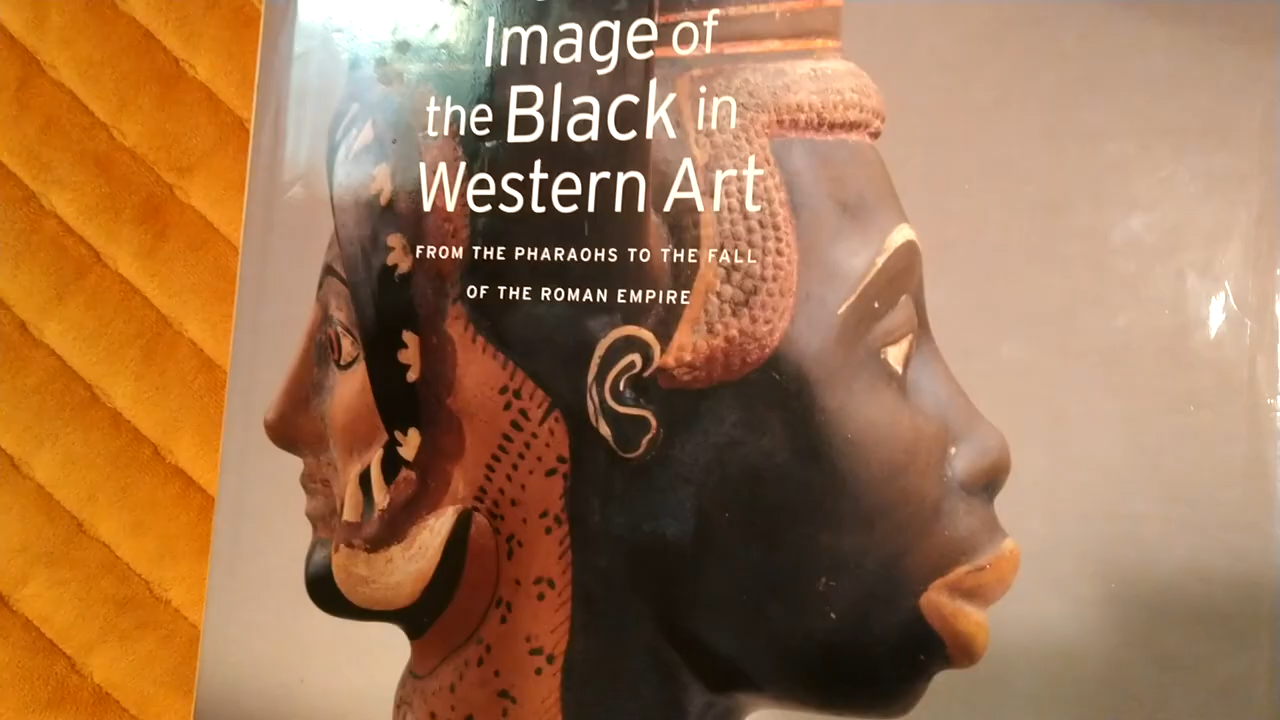 Image of
the Black in
Western Art
FROM THE PHARAOHS TO THE FALL
OF THE ROMAN EMPIRE